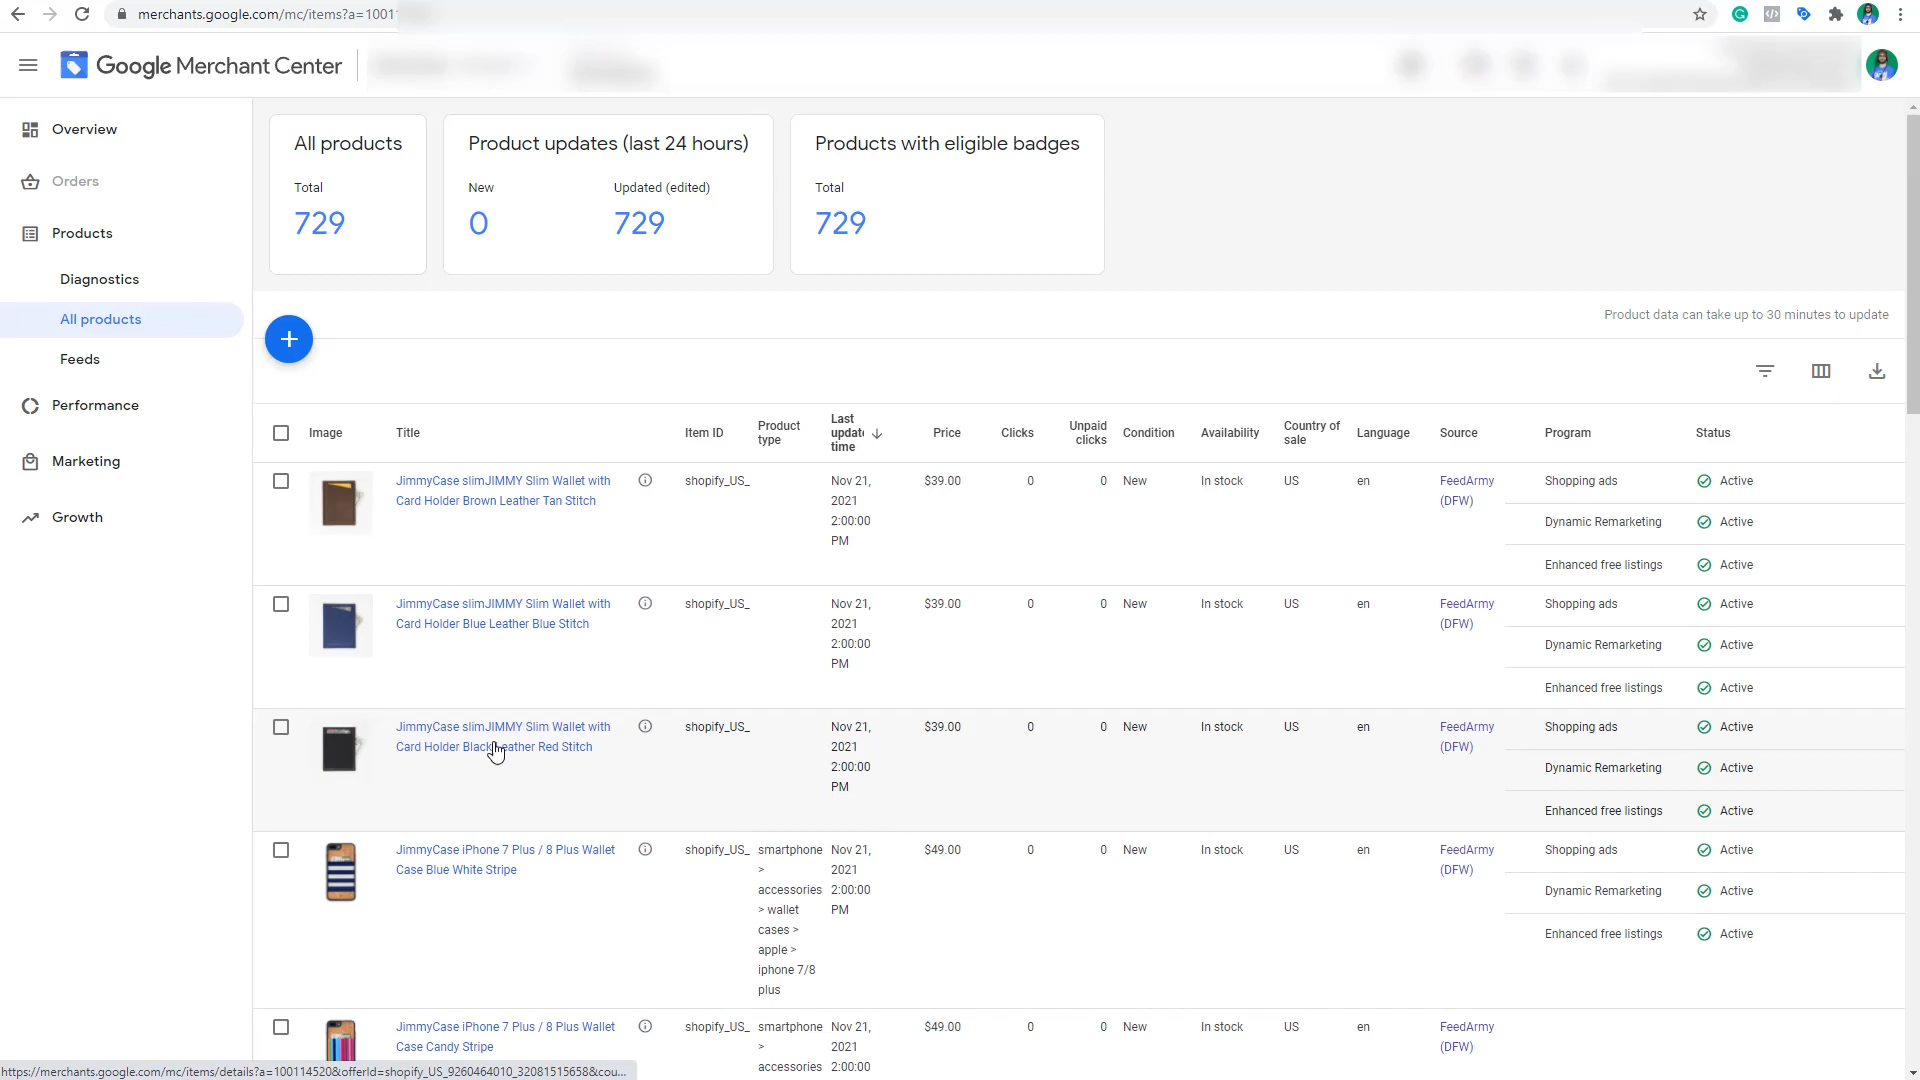 merchants.google.com/mc/items?a=10011
Google Merchant Center
Overview
Orders
Products
Diagnostics
All products
Feeds
Performance
Marketing
Growth
All products
Total
729
Product updates (last 24 hours)
New
Updated (edited)
0
729
Products with eligible badges
Total
729
Product data can take up to 30 minutes to update
Image
Title
Item ID
Product
type
Last
update
time
Price
Clicks
Unpaid
clicks
Condition
Availability
Country of
sale
Language
Source
Program
Status
JimmyCase slimJIMMY Slim Wallet with
Card Holder Brown Leather Tan Stitch
shopify_US_
Nov 21,
2021
2:00:00
PM
$39.00
0
0
New
In stock
US
en
FeedArmy
(DFW)
Shopping ads
Active
Dynamic Remarketing
Active
Enhanced free listings
Active
JimmyCase slimJIMMY Slim Wallet with
Card Holder Blue Leather Blue Stitch
shopify_US_
Nov 21,
2021
2:00:00
PM
$39.00
0
0
New
In stock
US
en
FeedArmy
(DFW)
Shopping ads
Active
Dynamic Remarketing
Active
Enhanced free listings
Active
JimmyCase slimJIMMY Slim Wallet with
Card Holder Black Leather Red Stitch
shopify_US_
Nov 21,
2021
2:00:00
PM
$39.00
0
0
New
In stock
US
en
FeedArmy
(DFW)
Shopping ads
Active
Dynamic Remarketing
Active
Enhanced free listings
Active
JimmyCase iPhone 7 Plus / 8 Plus Wallet
Case Blue White Stripe
shopify_US_
smartphone
>
accessories
> wallet
cases >
apple >
iphone 7/8
plus
Nov 21,
2021
2:00:00
PM
$49.00
0
0
New
In stock
US
en
FeedArmy
(DFW)
Shopping ads
Active
Dynamic Remarketing
Active
Enhanced free listings
Active
JimmyCase iPhone 7 Plus / 8 Plus Wallet
Case Candy Stripe
shopify_US_
smartphone
>
accessories
Nov 21,
2021
2:00:00
$49.00
0
0
New
In stock
US
en
FeedArmy
(DFW)
https://merchants.google.com/mc/items/details?a=100114520&offerId=shopify_US_9260464010_32081515658&cou...